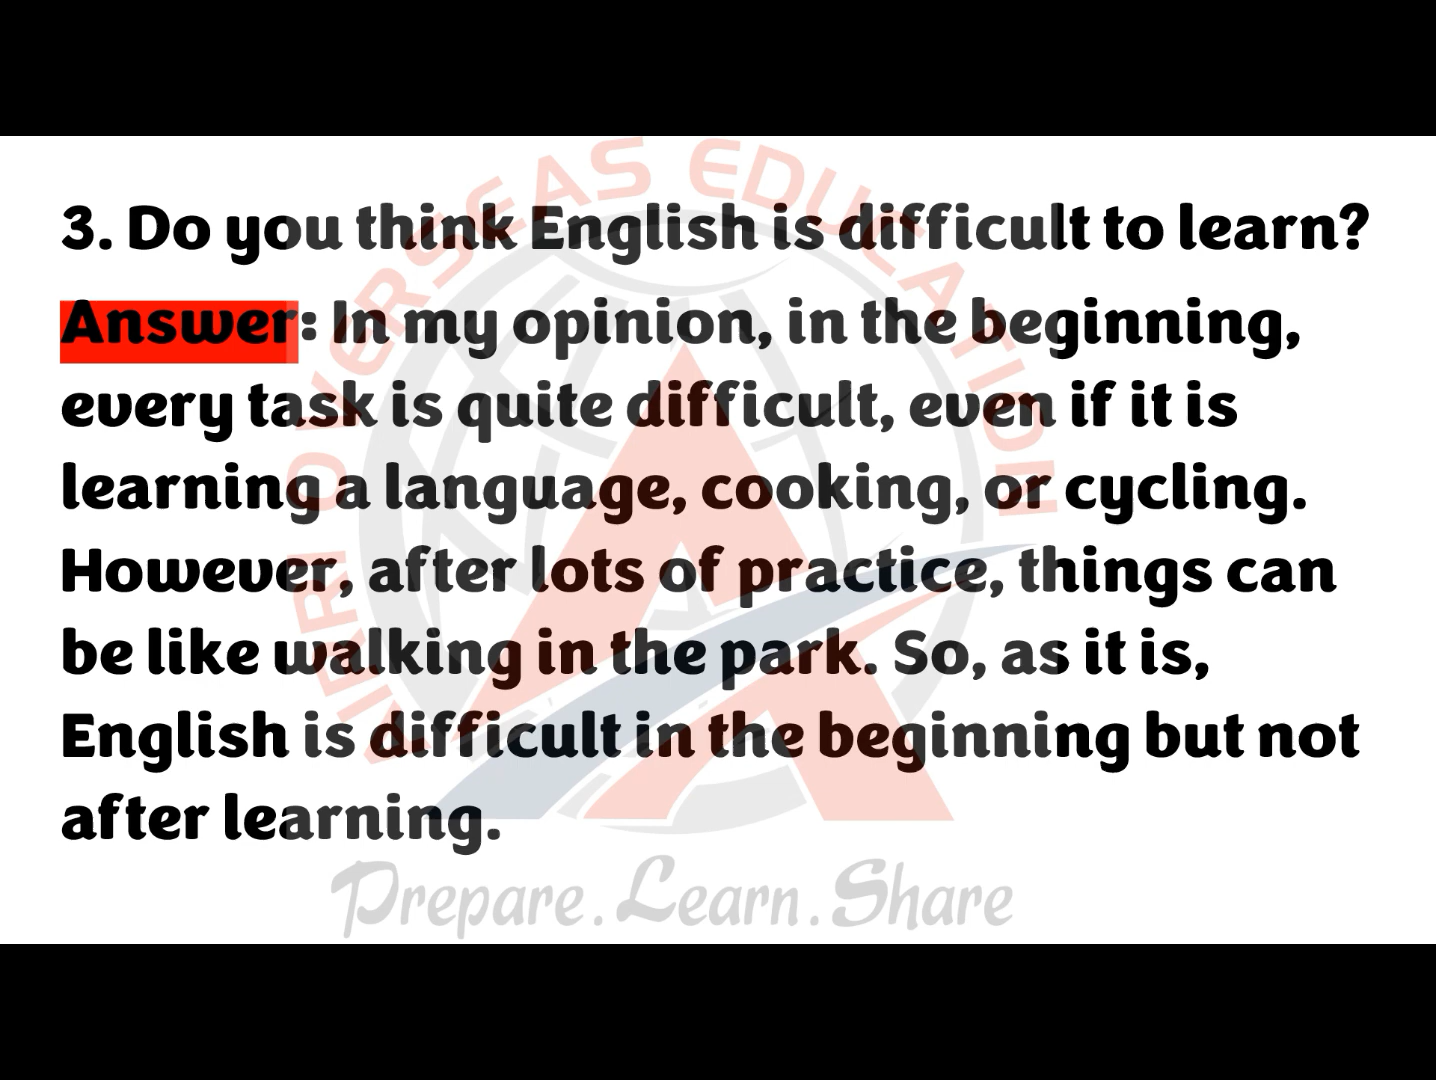 3. Do you think English is difficult to learn?
Answer: In my opinion, in the beginning,
every task is quite difficult, even if it is
learning a language, cooking, or cycling.
However, after lots of practice, things can
be like walking in the park. So, as it is,
English is difficult in the beginning but not
after learning.
OVERSEAS EDUCATION
Prepare. Learn. Share